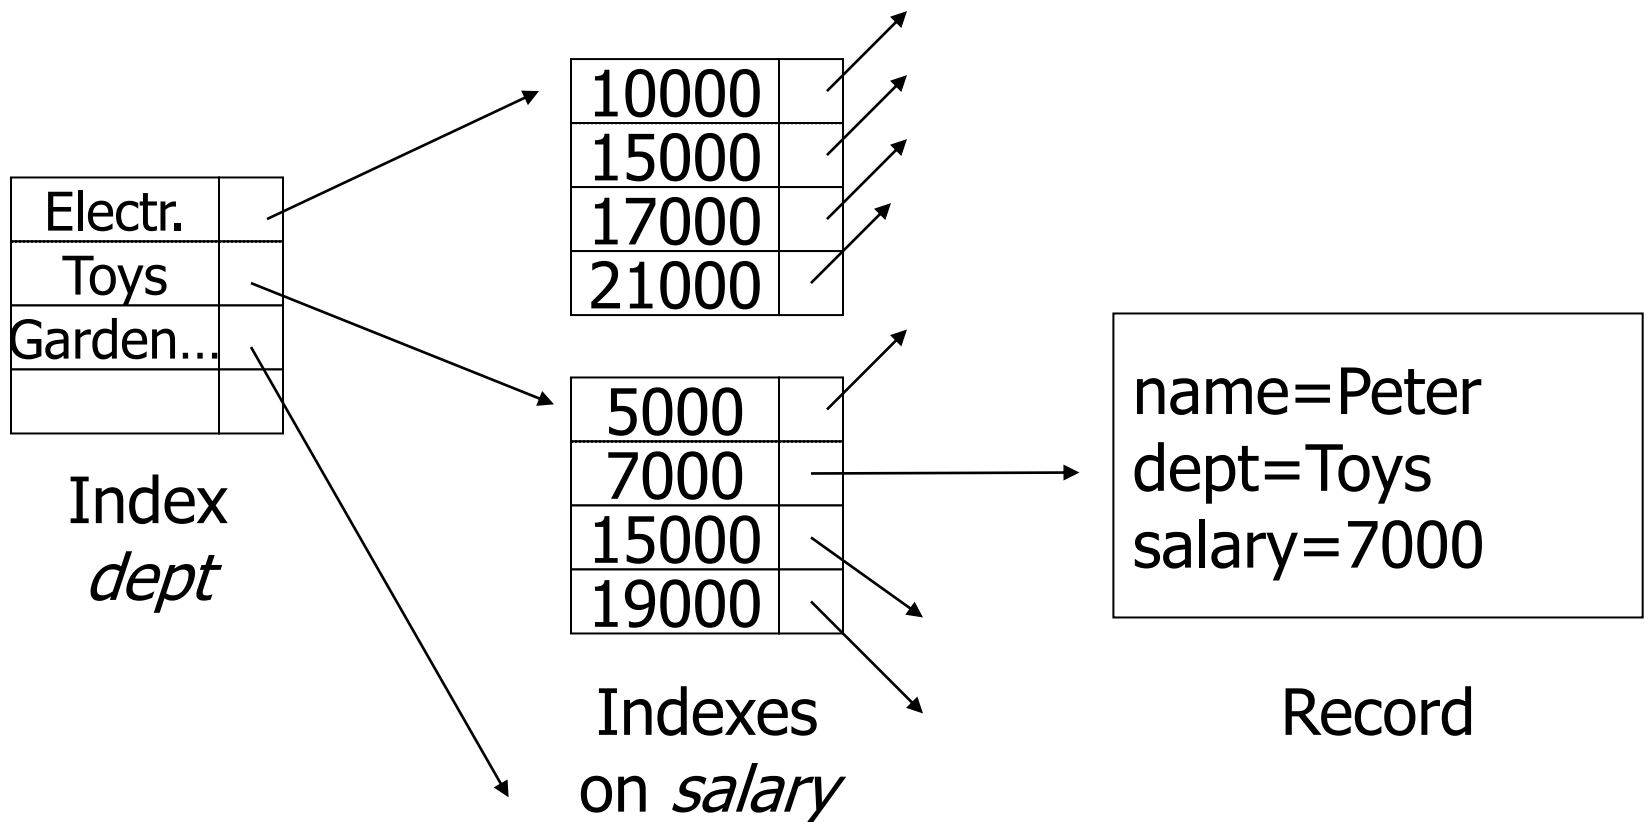 Electr.
Toys
Garden...
Index
dept
10000
15000
17000
21000
5000
7000
15000
19000
Indexes
on salary
name=Peter
dept=Toys
salary=7000
Record